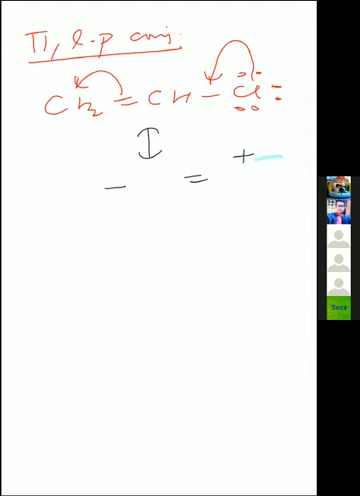 π, l-p conj.
CH2 = CH - Cl
- = +